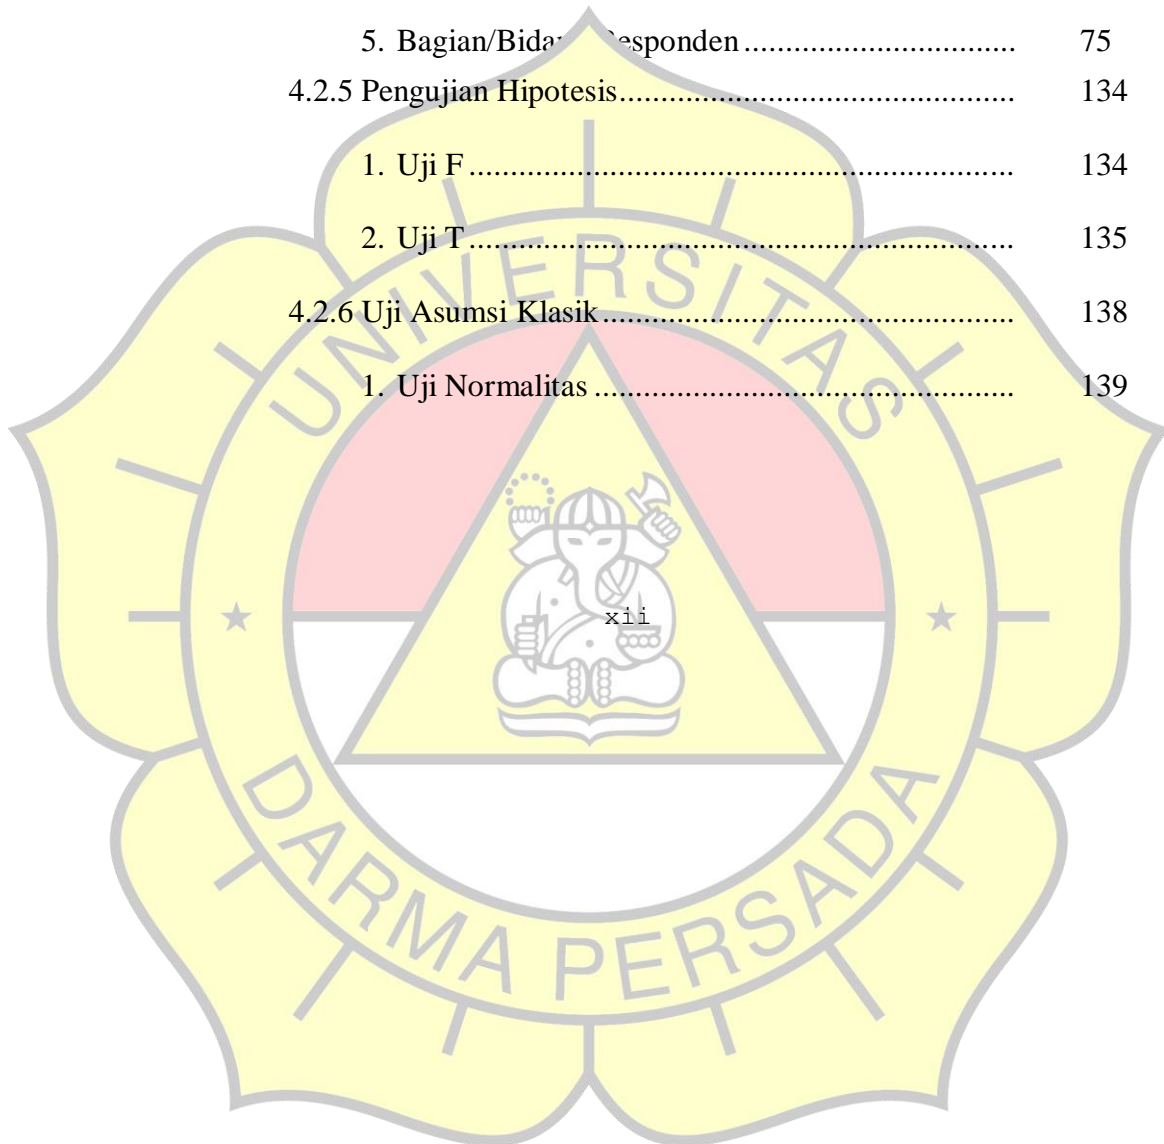 5. Bagian/Bidang Responden.................................. 75
4.2.5 Pengujian Hipotesis................................................ 134
1. Uji F.................................................................. 134
2. Uji T.................................................................. 135
4.2.6 Uji Asumsi Klasik.................................................. 138
1. Uji Normalitas................................................... 139
UNIVERSITAS
xii
DARMA PERSADA